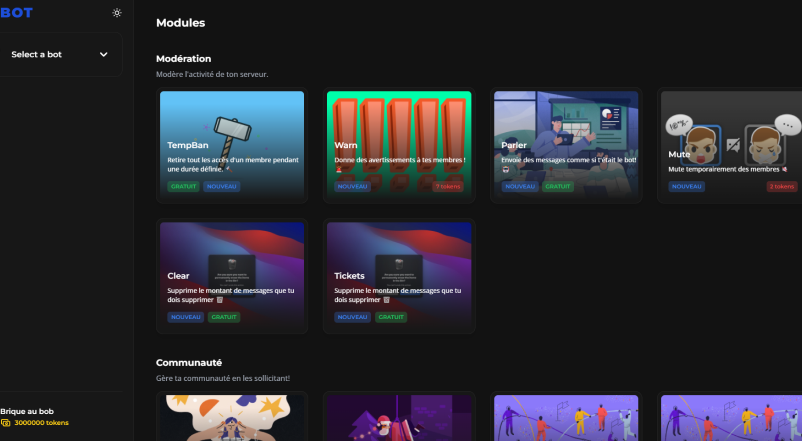 BOT
Select a bot
Modules
Modération
Modère l'activité de ton serveur.
TempBan
Retire tout les accès d'un membre pendant
une durée définie.
GRATUIT NOUVEAU
Warn
Donne des avertissements à tes membres !
NOUVEAU
tokens
Parler
Envoie des messages comme si t'était le bot!
NOUVEAU GRATUIT
Mute
Mute temporairement des membres
NOUVEAU
2 tokens
Clear
Supprime le montant de messages que tu
dois supprimer
NOUVEAU GRATUIT
Tickets
Supprime le montant de messages que tu
dois supprimer
NOUVEAU GRATUIT
Communauté
Gère ta communauté en les sollicitant!
Brique au bob
3000000 tokens